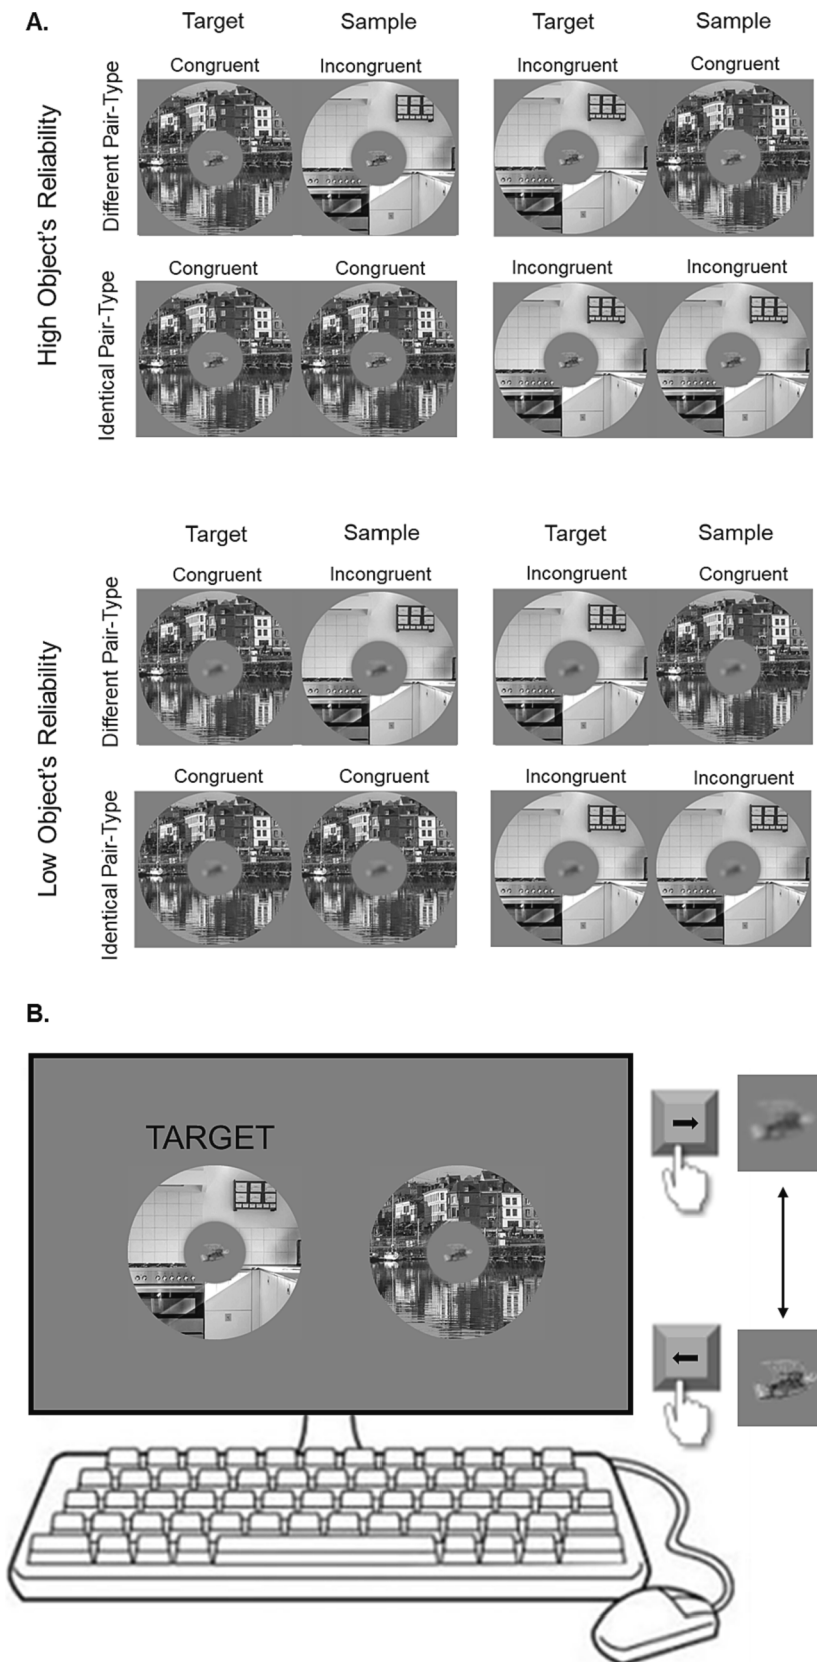 A.
Target Sample Target Sample
Congruent Incongruent Incongruent Congruent
High Object's Reliability
Different Pair-Type
Congruent Congruent Incongruent Incongruent
Identical Pair-Type
Target Sample Target Sample
Congruent Incongruent Incongruent Congruent
Low Object's Reliability
Different Pair-Type
Congruent Congruent Incongruent Incongruent
Identical Pair-Type
B.
TARGET